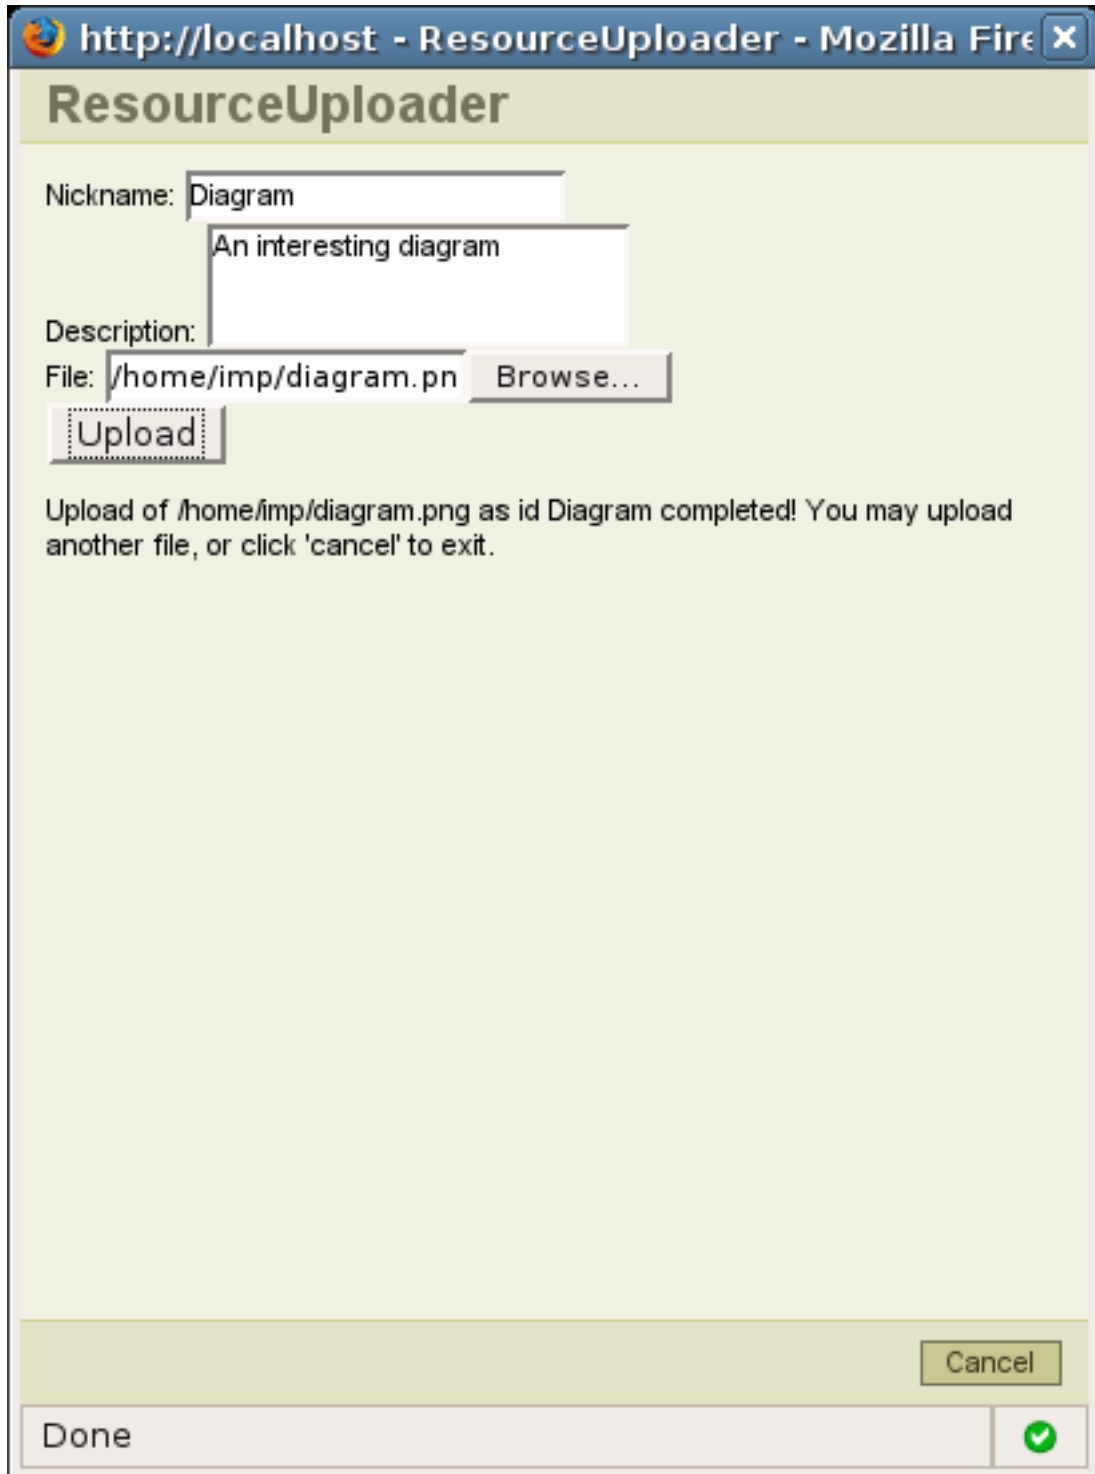 http://localhost - ResourceUploader - Mozilla Fire
ResourceUploader
Nickname: Diagram
An interesting diagram
Description:
File: /home/imp/diagram.pn Browse...
Upload
Upload of /home/imp/diagram.png as id Diagram completed! You may upload
another file, or click 'cancel' to exit.
Cancel
Done